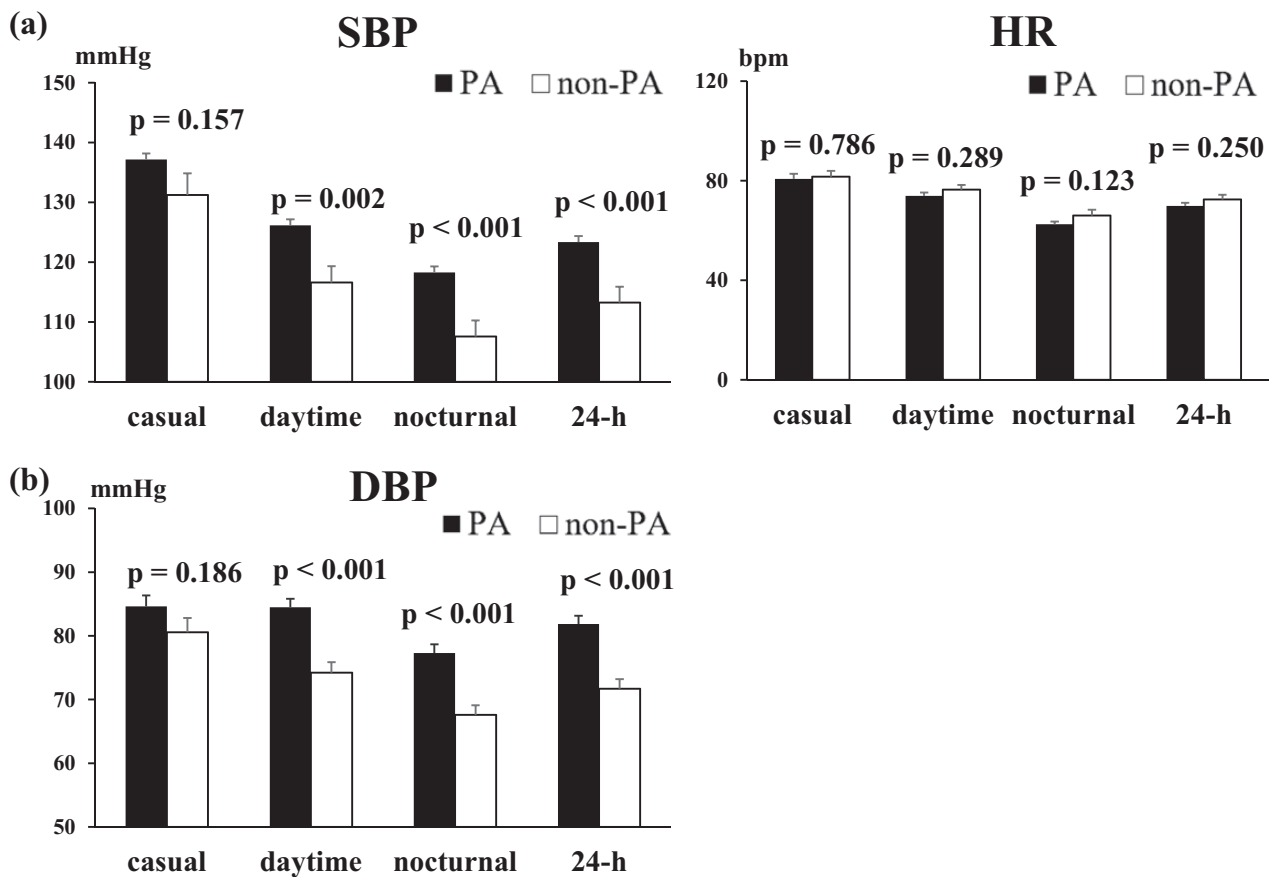 (a)
SBP
mmHg
PA non-PA
150
140
130
120
110
100
p = 0.157
p = 0.002
p < 0.001
p < 0.001
casual daytime nocturnal 24-h
HR
bpm
PA non-PA
120
80
40
0
p = 0.786
p = 0.289
p = 0.123
p = 0.250
casual daytime nocturnal 24-h
(b)
DBP
mmHg
PA non-PA
100
90
80
70
60
50
p = 0.186
p < 0.001
p < 0.001
p < 0.001
casual daytime nocturnal 24-h